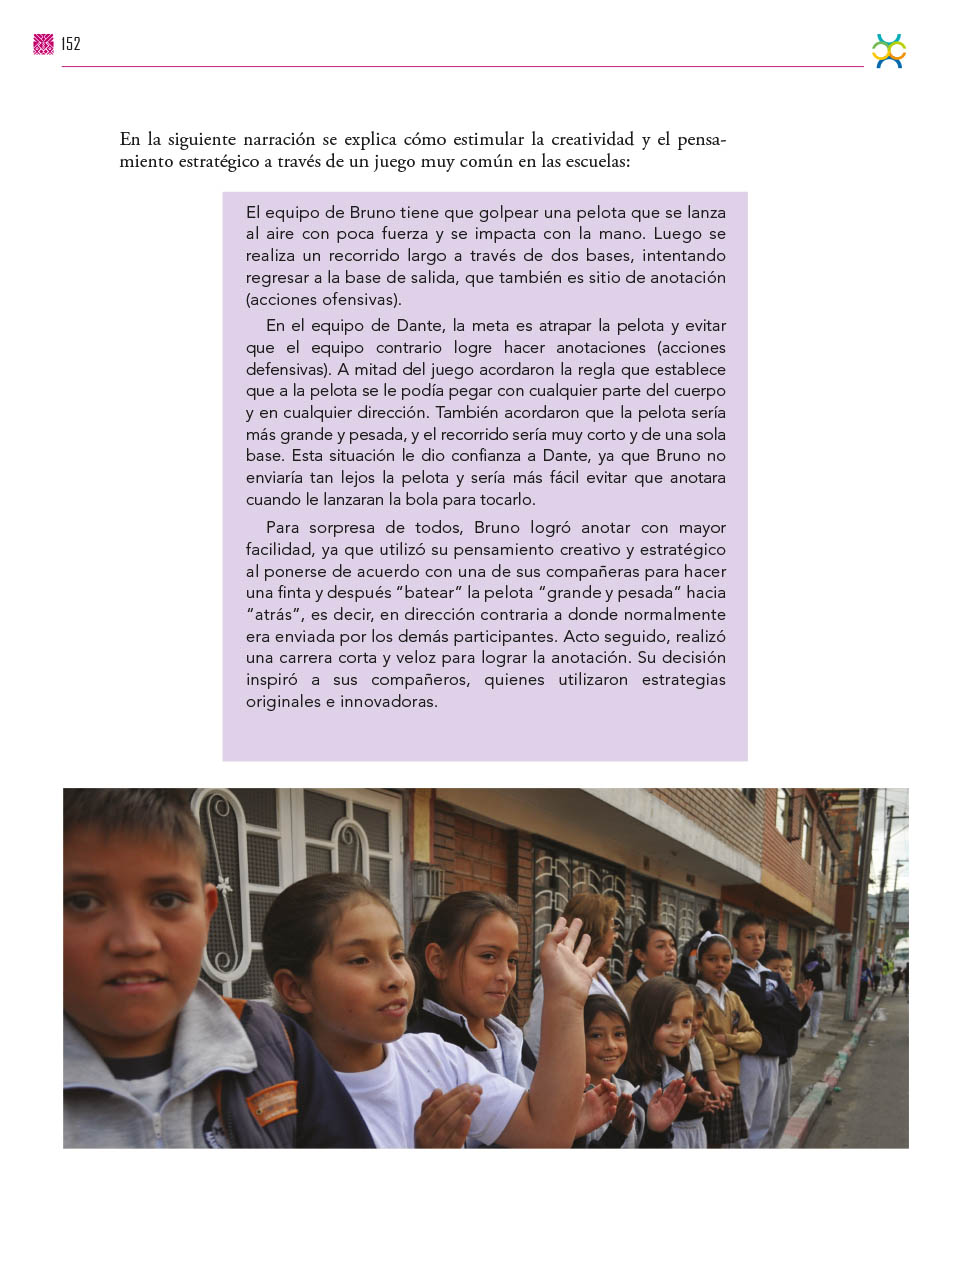 152
En la siguiente narración se explica cómo estimular la creatividad y el pensa-
miento estratégico a través de un juego muy común en las escuelas:
El equipo de Bruno tiene que golpear una pelota que se lanza
al aire con poca fuerza y se impacta con la mano. Luego se
realiza un recorrido largo a través de dos bases, intentando
regresar a la base de salida, que también es sitio de anotación
(acciones ofensivas).
En el equipo de Dante, la meta es atrapar la pelota y evitar
que el equipo contrario logre hacer anotaciones (acciones
defensivas). A mitad del juego acordaron la regla que establece
que a la pelota se le podía pegar con cualquier parte del cuerpo
y en cualquier dirección. También acordaron que la pelota sería
más grande y pesada, y el recorrido sería muy corto y de una sola
base. Esta situación le dio confianza a Dante, ya que Bruno no
enviaría tan lejos la pelota y sería más fácil evitar que anotara
cuando le lanzaran la bola para tocarlo.
Para sorpresa de todos, Bruno logró anotar con mayor
facilidad, ya que utilizó su pensamiento creativo y estratégico
al ponerse de acuerdo con una de sus compañeras para hacer
una finta y después “batear” la pelota “grande y pesada” hacia
“atrás”, es decir, en dirección contraria a donde normalmente
era enviada por los demás participantes. Acto seguido, realizó
una carrera corta y veloz para lograr la anotación. Su decisión
inspiró a sus compañeros, quienes utilizaron estrategias
originales e innovadoras.